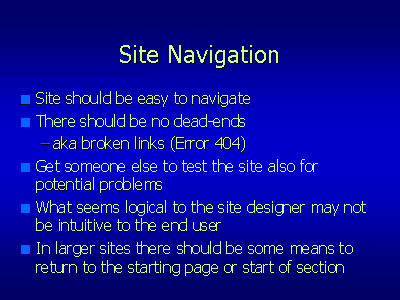 Site Navigation
Site should be easy to navigate
There should be no dead-ends
–aka broken links (Error 404)
Get someone else to test the site also for
potential problems
What seems logical to the site designer may not
be intuitive to the end user
In larger sites there should be some means to
return to the starting page or start of section